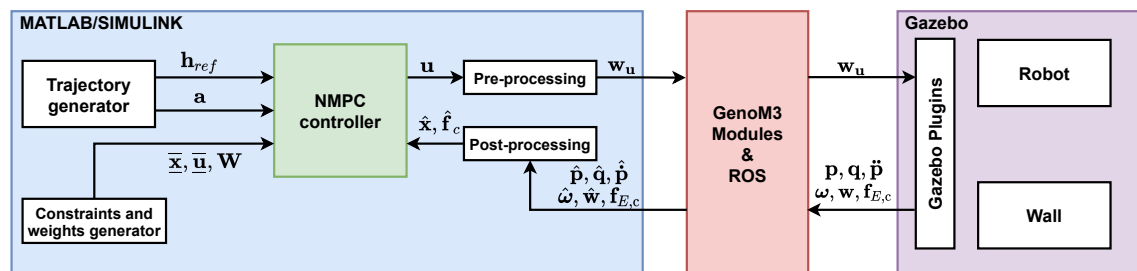 MATLAB/SIMULINK
Trajectory
generator
h_ref
a
x̲̅, u̲̅, W
Constraints and
weights generator
NMPC
controller
u
Pre-processing
w_u
x̂, f̂_c
Post-processing
p̂, q̂, ṗ̂
ω̂, ŵ, f_E,c
GenoM3
Modules
&
ROS
w_u
p, q, p̈
ω, w, f_E,c
Gazebo
Gazebo Plugins
Robot
Wall